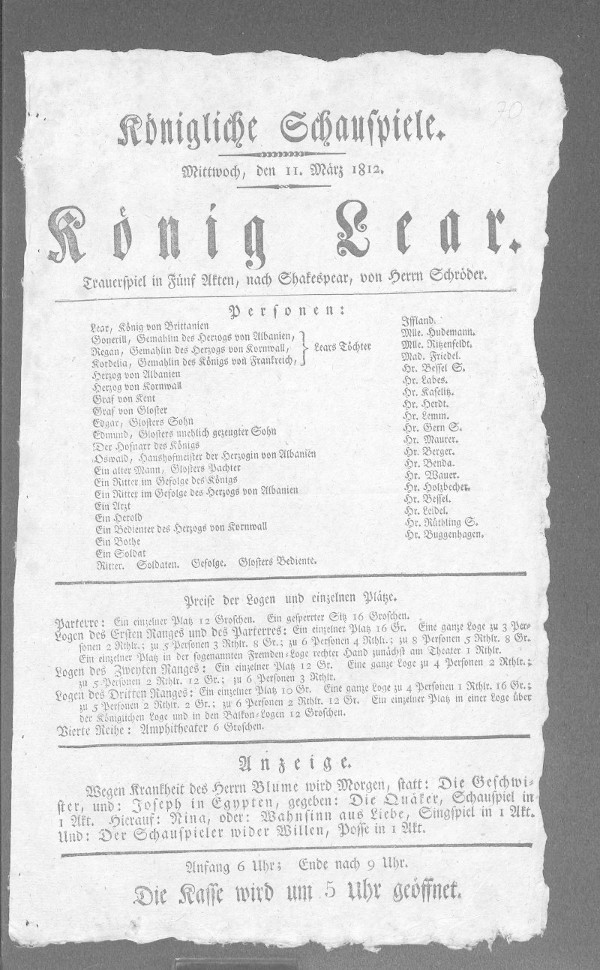 70
Königliche Schauspiele.
Mittwoch, den 11. März 1812.
König Lear.
Trauerspiel in Fünf Akten, nach Shakespear, von Herrn Schröder.
Personen:
Lear, König von Brittanien Iffland.
Gonerill, Gemahlin des Herzogs von Albanien, Mlle. Hudemann.
Regan, Gemahlin des Herzogs von Kornwall, Lears Töchter Mlle. Ritzenfeldt.
Kordelia, Gemahlin des Königs von Frankreich, Mad. Friedel.
Herzog von Albanien Hr. Bessel S.
Herzog von Kornwall Hr. Labes.
Graf von Kent Hr. Kaselitz.
Graf von Gloster Hr. Herdt.
Edgar, Glosters Sohn Hr. Lemm.
Edmund, Glosters unehlich gezeugter Sohn Hr. Gern S.
Der Hofnarr des Königs Hr. Maurer.
Oswald, Haushofmeister der Herzogin von Albanien Hr. Berger.
Ein alter Mann, Glosters Pachter Hr. Benda.
Ein Ritter im Gefolge des Königs Hr. Wauer.
Ein Ritter im Gefolge des Herzogs von Albanien Hr. Holzbecher.
Ein Arzt Hr. Bessel.
Ein Herold Hr. Leidel.
Ein Bedienter des Herzogs von Kornwall Hr. Rüthling S.
Ein Bothe Hr. Buggenhagen.
Ein Soldat
Ritter. Soldaten. Gefolge. Glosters Bediente.
Preise der Logen und einzelnen Plätze.
Parterre: Ein einzelner Platz 12 Groschen. Ein gesperrter Sitz 16 Groschen.
Logen des Ersten Ranges und des Parterres: Ein einzelner Platz 16 Gr. Eine ganze Loge zu 3 Per-
sonen 2 Rthlr.; zu 5 Personen 3 Rthlr. 8 Gr.; zu 6 Personen 4 Rthlr.; zu 8 Personen 5 Rthlr. 8 Gr.
Ein einzelner Platz in der sogenannten Fremden-Loge rechter Hand zunächst am Theater 1 Rthlr.
Logen des Zweyten Ranges: Ein einzelner Platz 12 Gr. Eine ganze Loge zu 4 Personen 2 Rthlr.;
zu 5 Personen 2 Rthlr. 12 Gr.; zu 6 Personen 3 Rthlr.
Logen des Dritten Ranges: Ein einzelner Platz 10 Gr. Eine ganze Loge zu 4 Personen 1 Rthlr. 16 Gr.;
zu 5 Personen 2 Rthlr. 2 Gr.; zu 6 Personen 2 Rthlr. 12 Gr. Ein einzelner Platz in einer Loge über
der Königlichen Loge und in den Balkon-Logen 12 Groschen.
Vierte Reihe: Amphitheater 6 Groschen.
Anzeige.
Wegen Krankheit des Herrn Blume wird Morgen, statt: Die Geschwi-
ster, und: Joseph in Egypten, gegeben: Die Quäker, Schauspiel in
1 Akt. Hierauf: Nina, oder: Wahnsinn aus Liebe, Singspiel in 1 Akt.
Und: Der Schauspieler wider Willen, Posse in 1 Akt.
Anfang 6 Uhr; Ende nach 9 Uhr.
Die Kasse wird um 5 Uhr geöffnet.